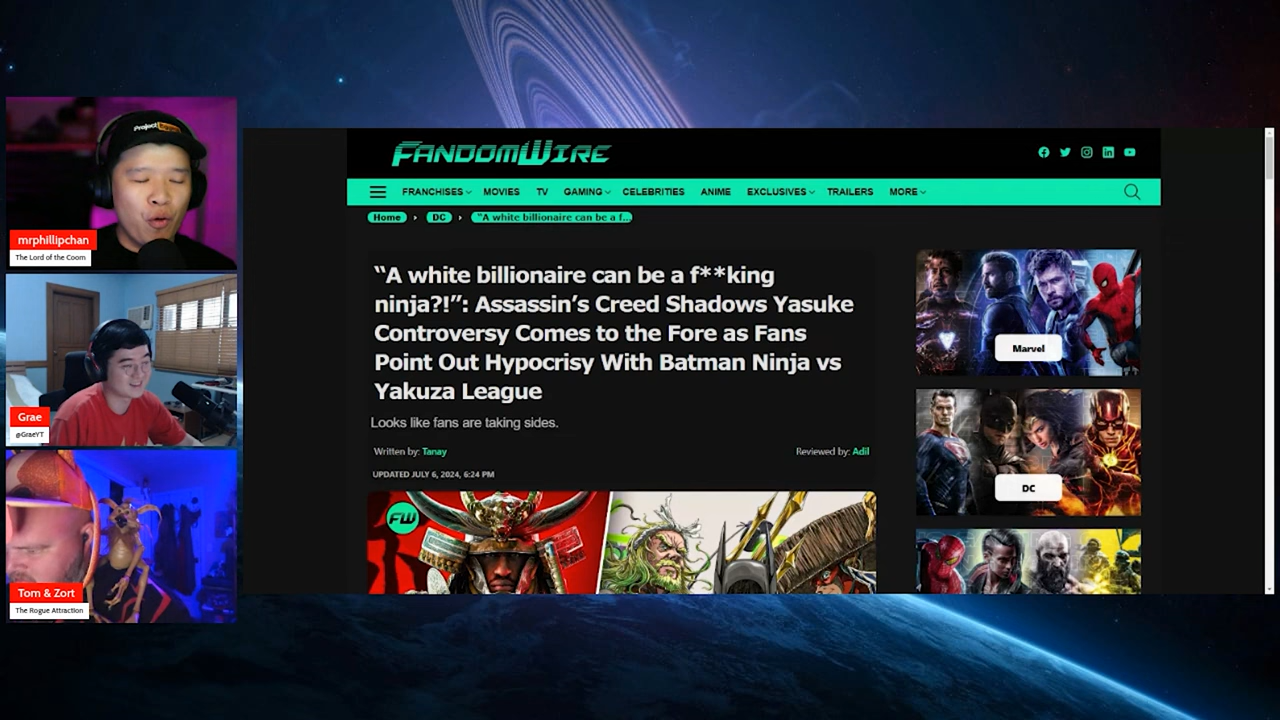 FANDOMWIRE
FRANCHISES MOVIES TV GAMING CELEBRITIES ANIME EXCLUSIVES TRAILERS MORE
Home DC "A white billionaire can be a f...
"A white billionaire can be a f**king
ninja?!": Assassin's Creed Shadows Yasuke
Controversy Comes to the Fore as Fans
Point Out Hypocrisy With Batman Ninja vs
Yakuza League
Looks like fans are taking sides.
Written by: Tanay
Reviewed by: Adil
UPDATED JULY 6, 2024, 6:24 PM
FW
Marvel
DC
Project
mrphillipchan
The Lord of the Coom
Grae
@GraeYT
Tom & Zort
The Rogue Attraction